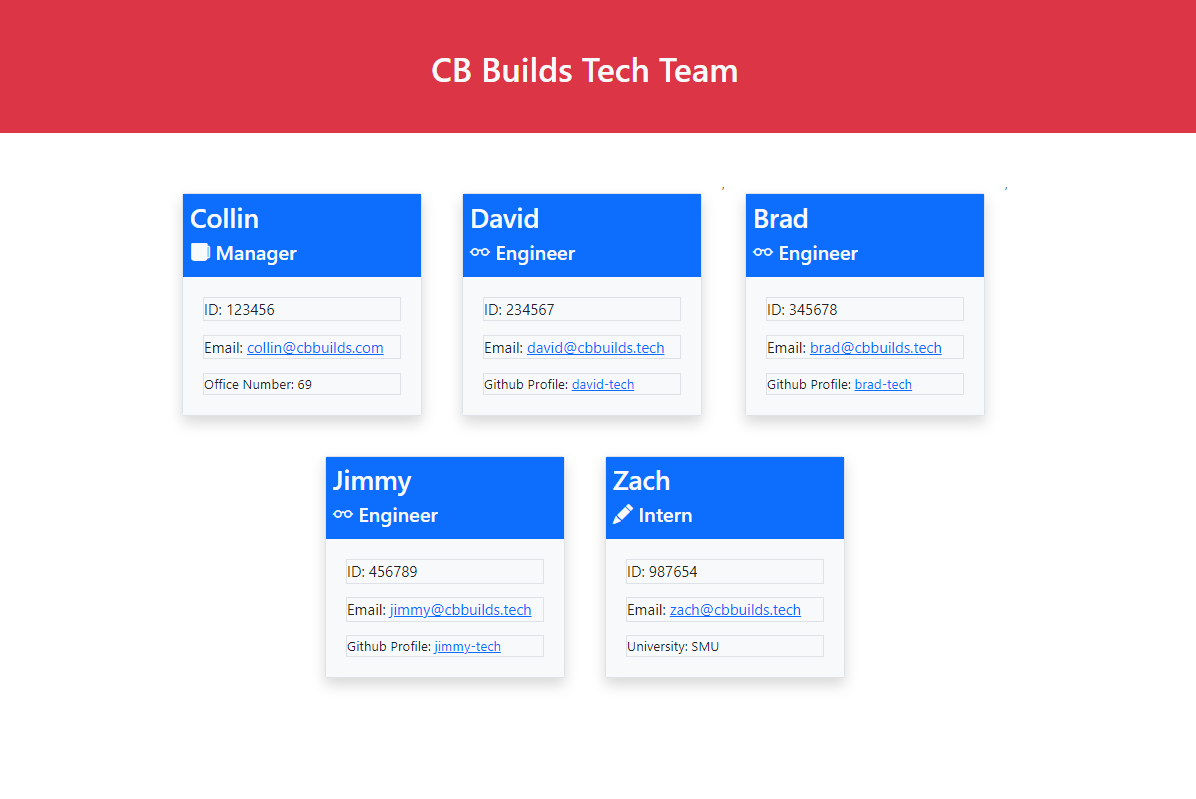 CB Builds Tech Team
Collin
Manager
ID: 123456
Email: collin@cbbuilds.com
Office Number: 69
David
Engineer
ID: 234567
Email: david@cbbuilds.tech
Github Profile: david-tech
,
Brad
Engineer
ID: 345678
Email: brad@cbbuilds.tech
Github Profile: brad-tech
,
Jimmy
Engineer
ID: 456789
Email: jimmy@cbbuilds.tech
Github Profile: jimmy-tech
Zach
Intern
ID: 987654
Email: zach@cbbuilds.tech
University: SMU